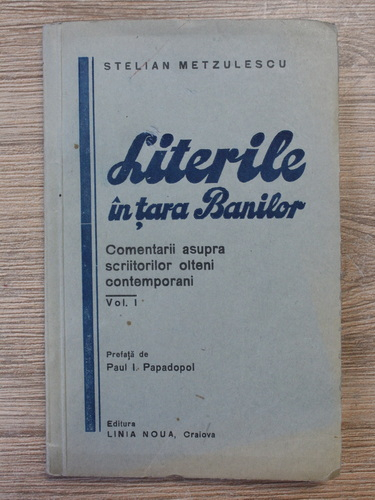 STELIAN METZULESCU
Literile
în țara Banilor
Comentarii asupra
scriitorilor olteni
contemporani
Vol. I
Prefață de
Paul I. Papadopol
Editura
LINIA NOUA, Craiova